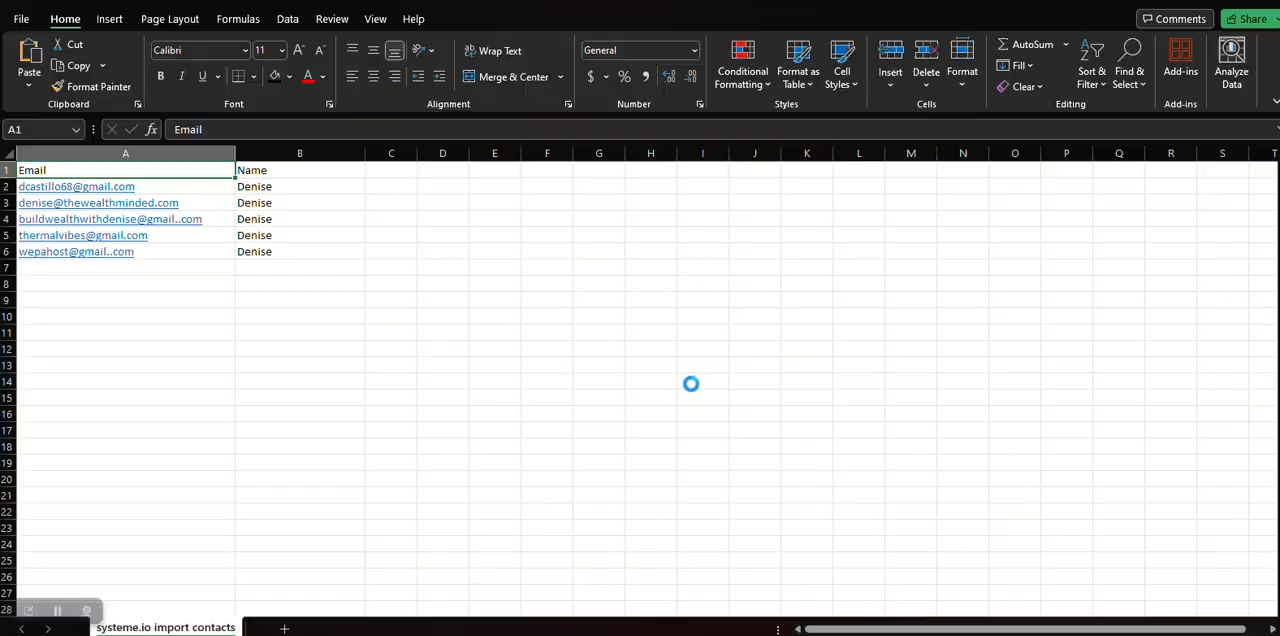 File Home Insert Page Layout Formulas Data Review View Help Comments Share
Cut Calibri 11 A^ A˅ Wrap Text General AutoSum
Paste Copy B I U A Merge & Center $ % , Conditional Formatting Format as Table Cell Styles Insert Delete Format Fill Sort & Filter Find & Select Add-ins Analyze Data
Format Painter Clear
Clipboard Font Alignment Number Styles Cells Editing Add-ins
A1 fx Email
A B C D E F G H I J K L M N O P Q R S T
1 Email Name
2 dcastillo68@gmail.com Denise
3 denise@thewealthminded.com Denise
4 buildwealthwithdenise@gmail..com Denise
5 thermalvibes@gmail.com Denise
6 wepahost@gmail..com Denise
7
8
9
10
11
12
13
14
15
16
17
18
19
20
21
22
23
24
25
26
27
28
systeme.io import contacts +